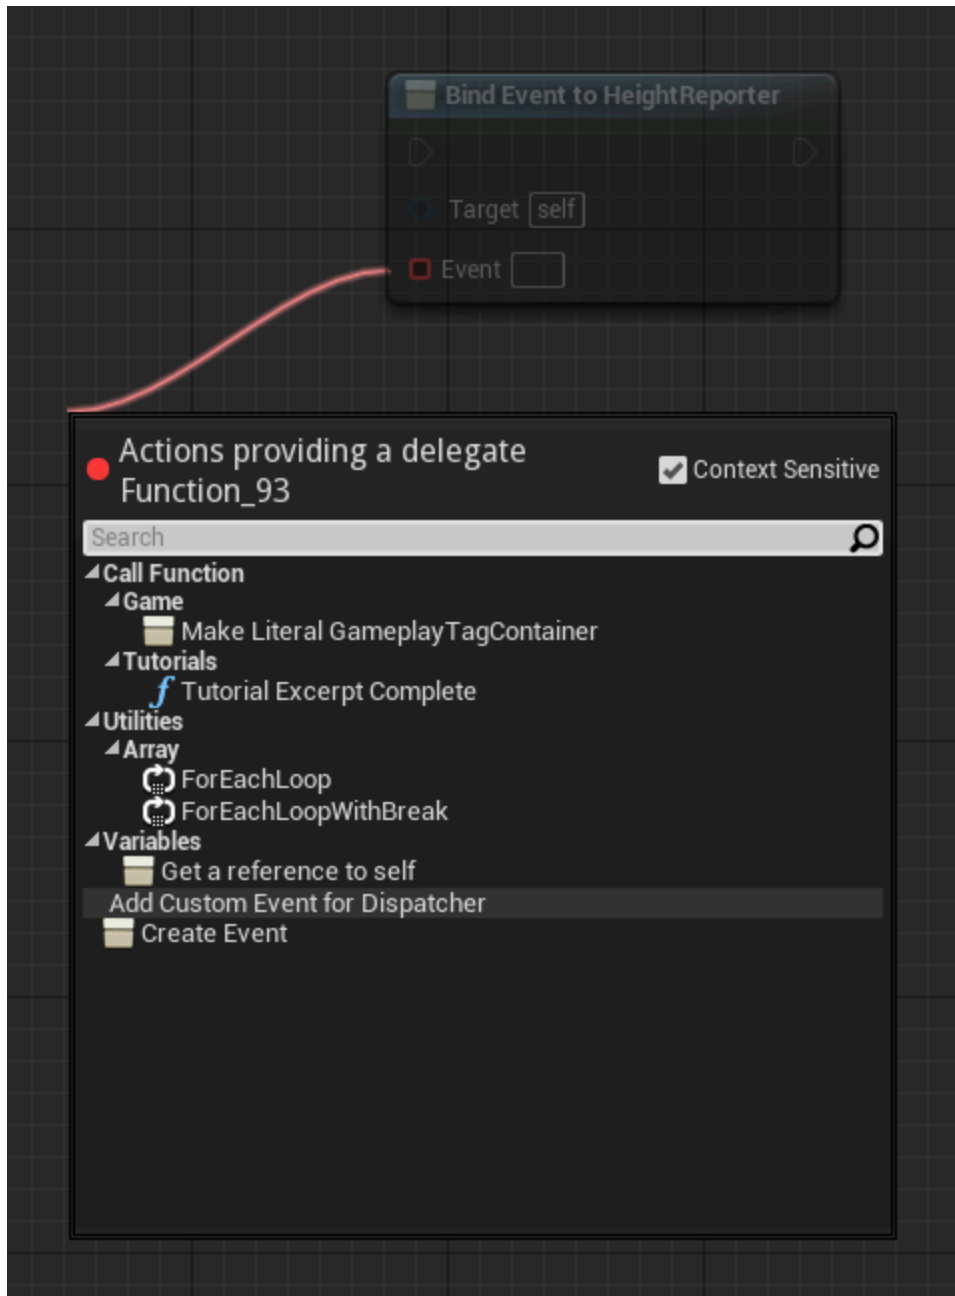 Bind Event to HeightReporter
Target self
Event
Actions providing a delegate
Function_93
Context Sensitive
Search
Call Function
Game
Make Literal GameplayTagContainer
Tutorials
Tutorial Excerpt Complete
Utilities
Array
ForEachLoop
ForEachLoopWithBreak
Variables
Get a reference to self
Add Custom Event for Dispatcher
Create Event